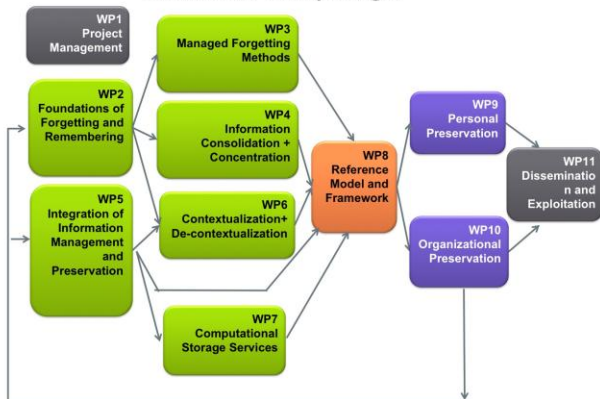 WP1
Project
Management
WP2
Foundations of
Forgetting and
Remembering
WP5
Integration of
Information
Management
and
Preservation
WP3
Managed Forgetting
Methods
WP4
Information
Consolidation +
Concentration
WP6
Contextualization+
De-contextualization
WP7
Computational
Storage Services
WP8
Reference
Model and
Framework
WP9
Personal
Preservation
WP10
Organizational
Preservation
WP11
Disseminatio
n and
Exploitation